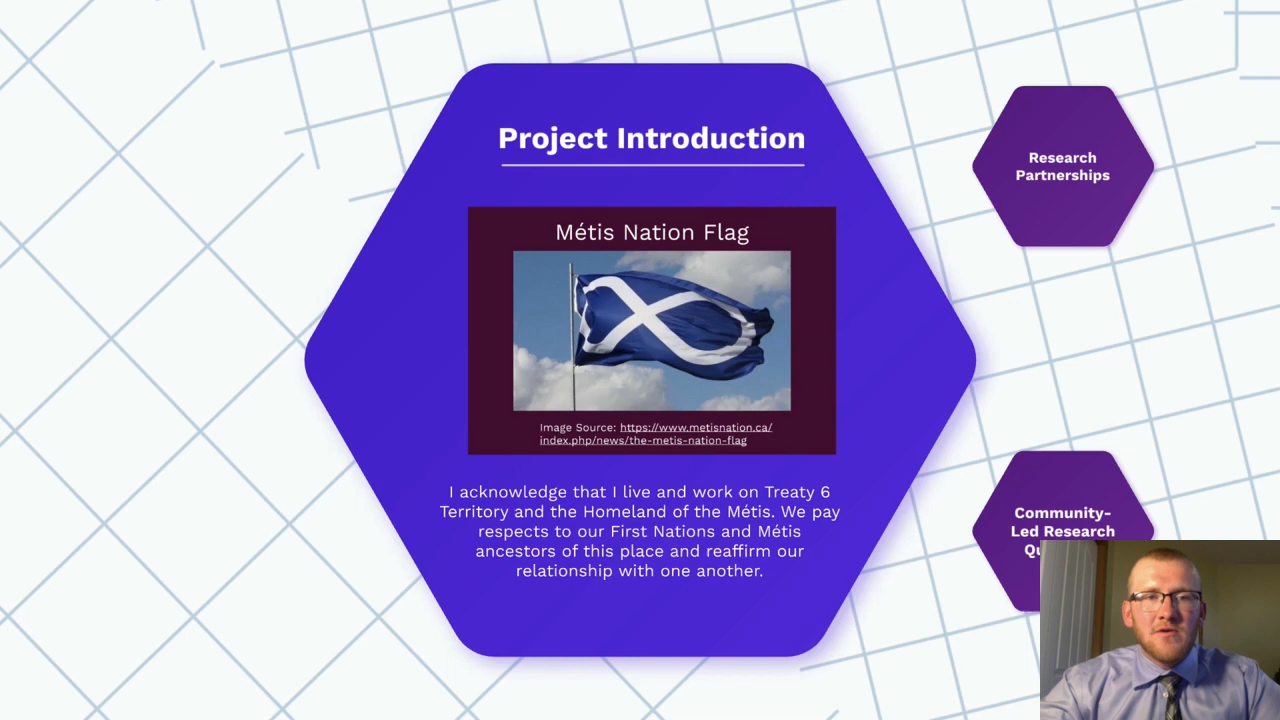 Project Introduction
Métis Nation Flag
Image Source: https://www.metisnation.ca/
index.php/news/the-metis-nation-flag
I acknowledge that I live and work on Treaty 6
Territory and the Homeland of the Métis. We pay
respects to our First Nations and Métis
ancestors of this place and reaffirm our
relationship with one another.
Research
Partnerships
Community-
Led Research